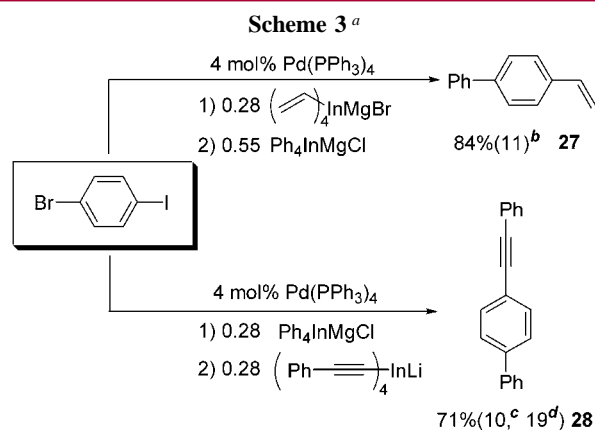 Scheme 3 a
4 mol% Pd(PPh3)4
1) 0.28 ( )4InMgBr
2) 0.55 Ph4InMgCl
Ph
84%(11)b 27
Br I
Ph
4 mol% Pd(PPh3)4
1) 0.28 Ph4InMgCl
2) 0.28 (Ph )4InLi
Ph
71%(10,c 19d) 28